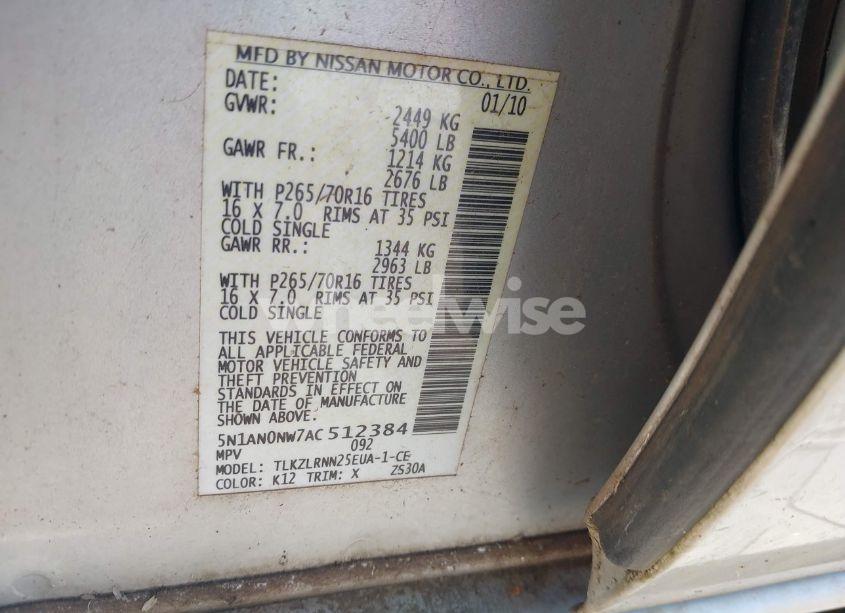 MFD BY NISSAN MOTOR CO., LTD.
DATE: 01/10
GVWR: 2449 KG
5400 LB
GAWR FR.: 1214 KG
2676 LB
WITH P265/70R16 TIRES
16 X 7.0 RIMS AT 35 PSI
COLD SINGLE
GAWR RR.: 1344 KG
2963 LB
WITH P265/70R16 TIRES
16 X 7.0 RIMS AT 35 PSI
COLD SINGLE
THIS VEHICLE CONFORMS TO
ALL APPLICABLE FEDERAL
MOTOR VEHICLE SAFETY AND
THEFT PREVENTION
STANDARDS IN EFFECT ON
THE DATE OF MANUFACTURE
SHOWN ABOVE.
5N1AN0NW7AC 512384
MPV 092
MODEL: TLKZLRNN25EUA-1-CE
COLOR: K12 TRIM: X ZS30A
wheelwise